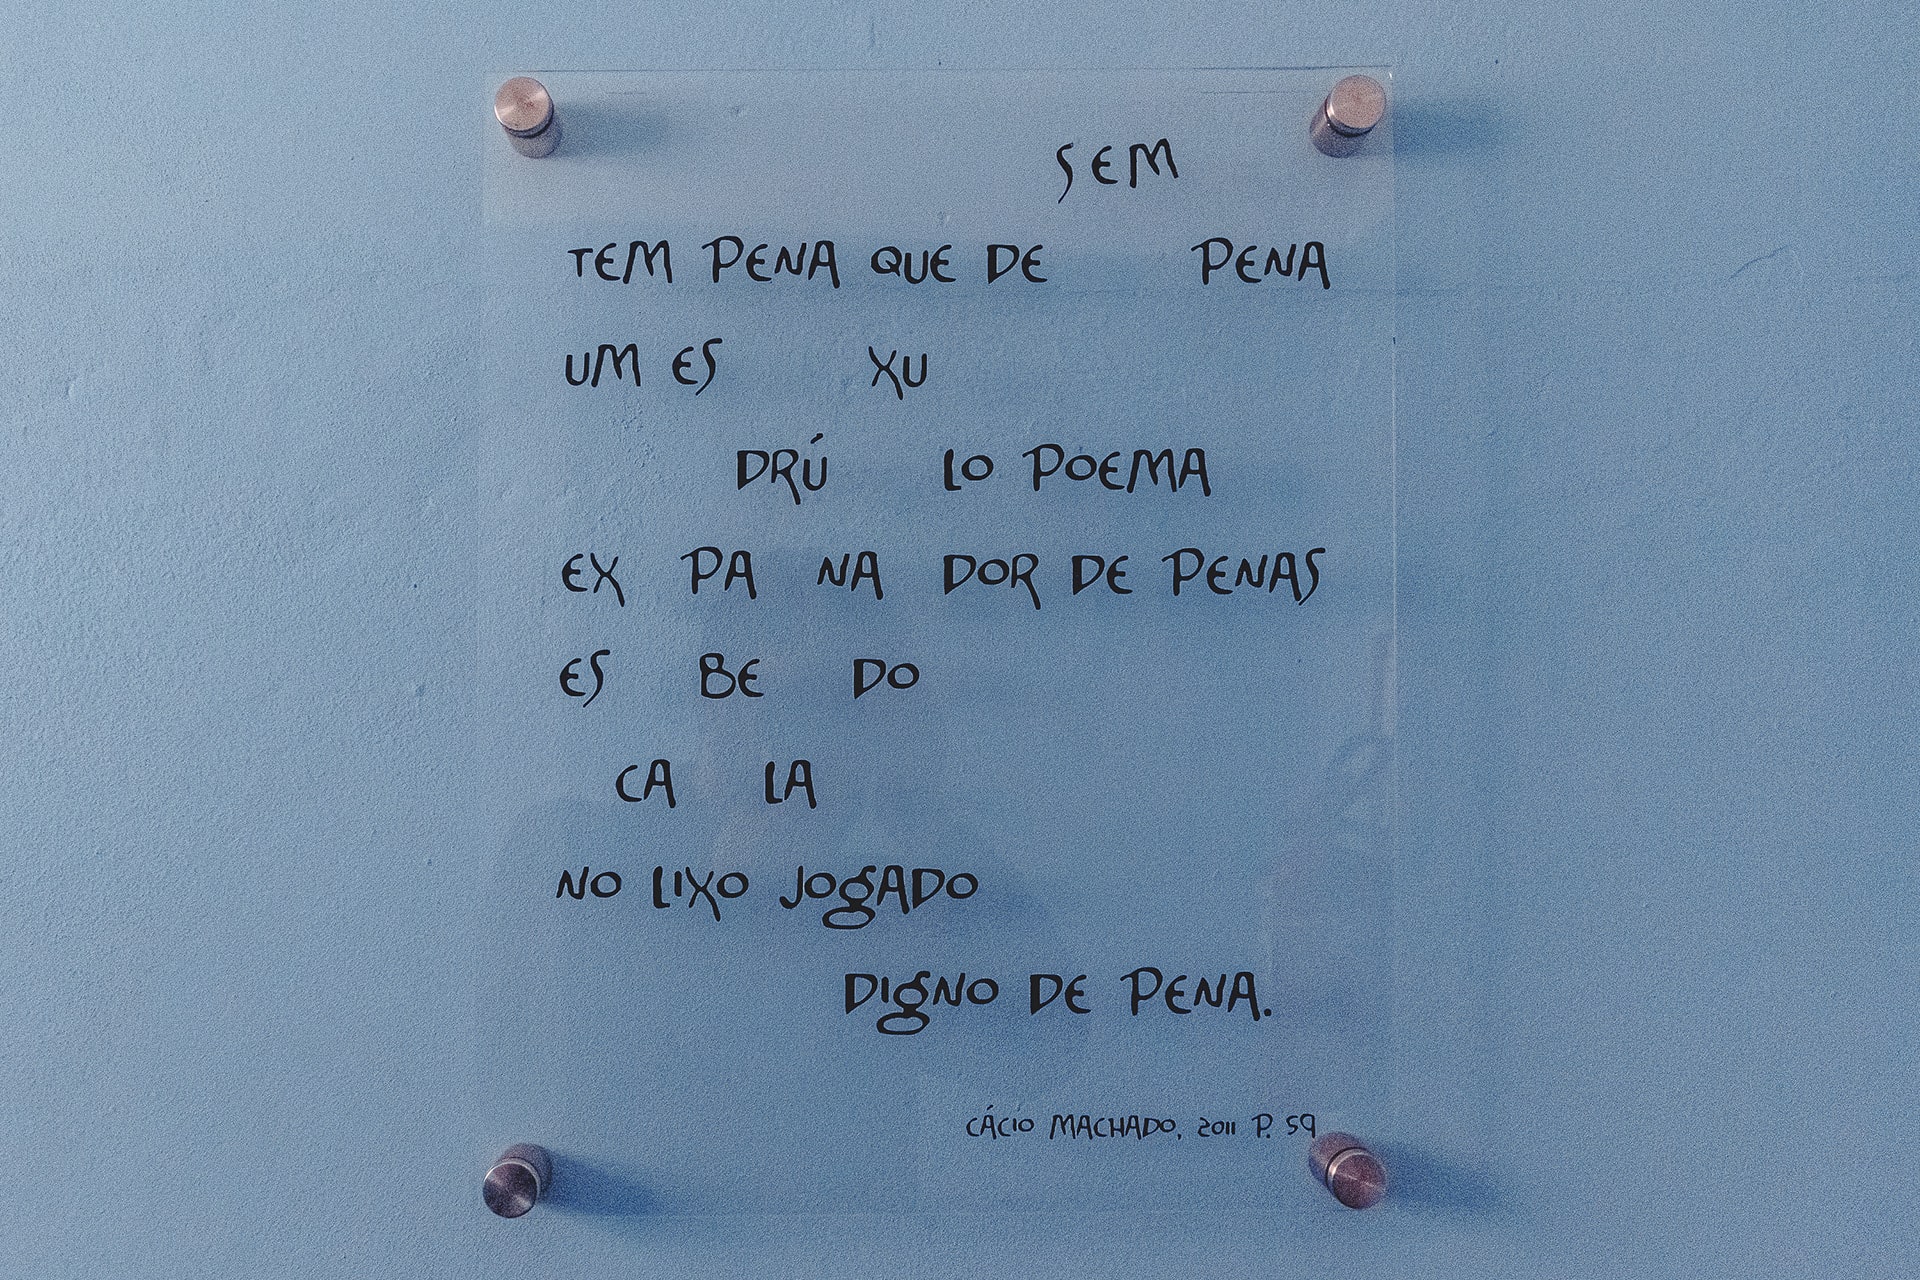 SEM
TEM PENA QUE DE PENA
UM ES XU
DRÚ LO POEMA
EX PA NA DOR DE PENAS
ES BE DO
CA LA
NO LIXO JOgADO
DIgNO DE PENA.
CÁCIO MACHADO, 2011 P. 59